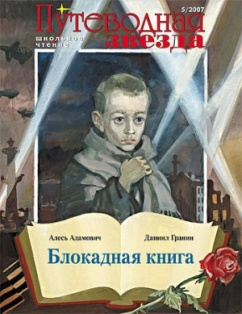 Путеводная
5/2007
звезда
школьное
чтение
Алесь Адамович
Даниил Гранин
Блокадная книга